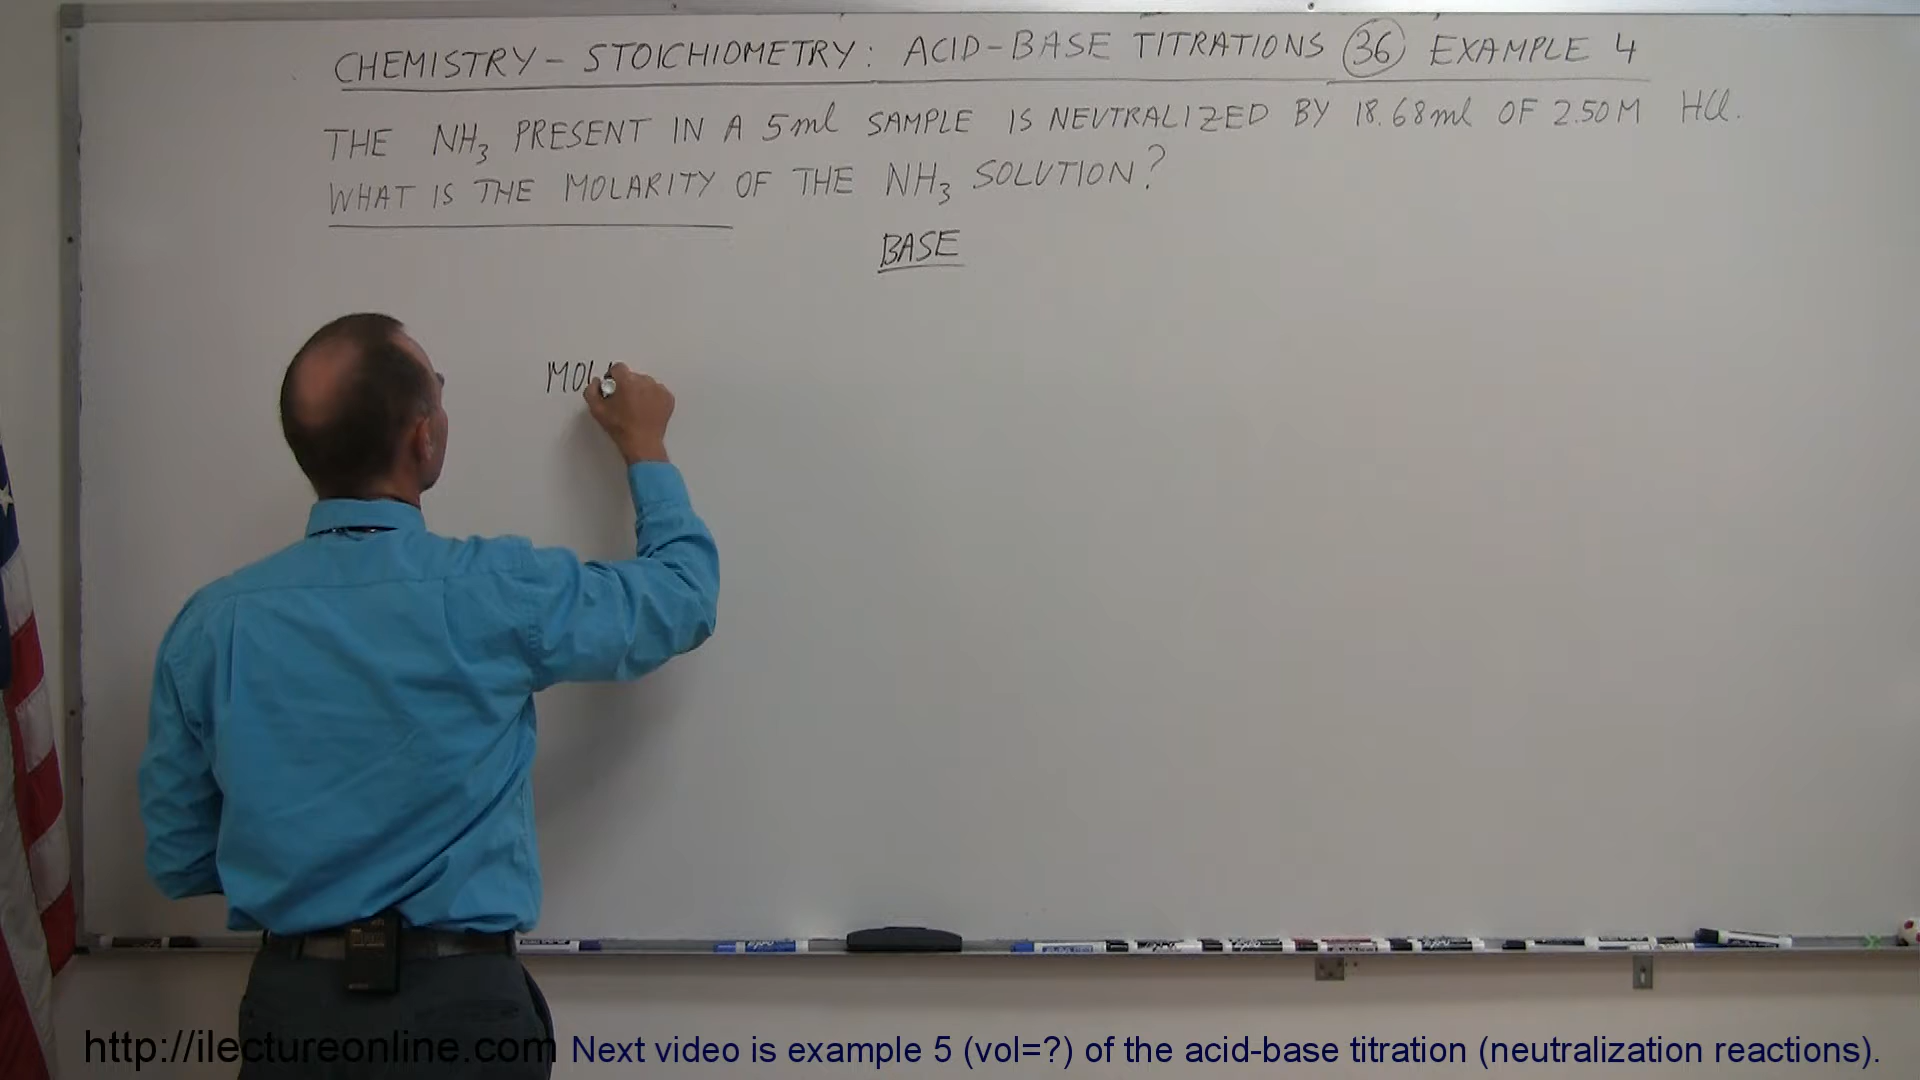 CHEMISTRY - STOICHIOMETRY: ACID-BASE TITRATIONS 36 EXAMPLE 4
THE NH3 PRESENT IN A 5ml SAMPLE IS NEUTRALIZED BY 18.68ml OF 2.50M HCl.
WHAT IS THE MOLARITY OF THE NH3 SOLUTION?
BASE
MOL
http://ilectureonline.com Next video is example 5 (vol=?) of the acid-base titration (neutralization reactions).